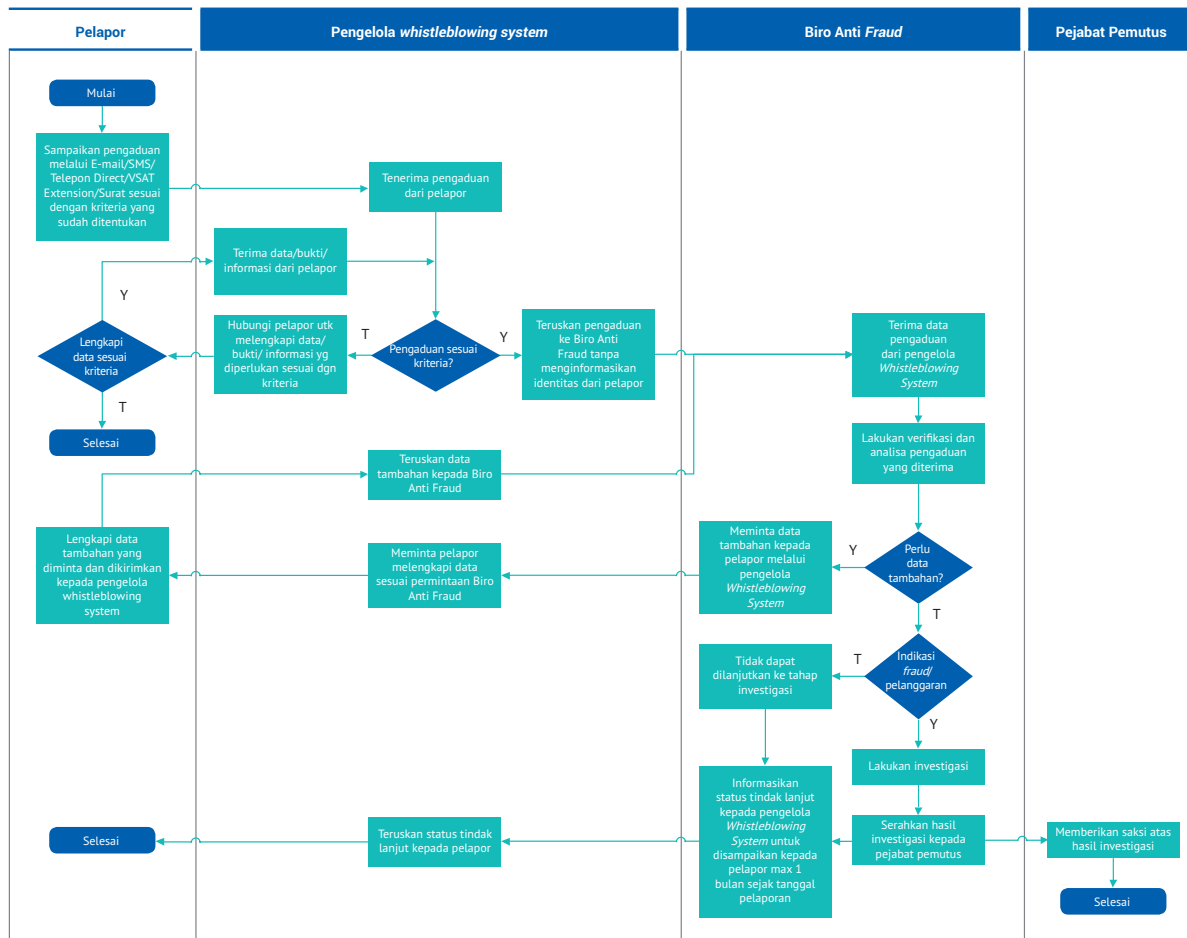 Pelapor
Pengelola whistleblowing system
Biro Anti Fraud
Pejabat Pemutus
Mulai
Sampaikan pengaduan
melalui E-mail/SMS/
Telepon Direct/VSAT
Extension/Surat sesuai
dengan kriteria yang
sudah ditentukan
Tenerima pengaduan
dari pelapor
Terima data/bukti/
informasi dari pelapor
Y
Lengkapi
data sesuai
kriteria
T
Selesai
Hubungi pelapor utk
melengkapi data/
bukti/ informasi yg
diperlukan sesuai dgn
kriteria
T
Pengaduan sesuai
kriteria?
Y
Teruskan pengaduan
ke Biro Anti
Fraud tanpa
menginformasikan
identitas dari pelapor
Terima data
pengaduan
dari pengelola
Whistleblowing
System
Lakukan verifikasi dan
analisa pengaduan
yang diterima
Teruskan data
tambahan kepada Biro
Anti Fraud
Lengkapi data
tambahan yang
diminta dan dikirimkan
kepada pengelola
whistleblowing
system
Meminta pelapor
melengkapi data
sesuai permintaan Biro
Anti Fraud
Meminta data
tambahan kepada
pelapor melalui
pengelola
Whistleblowing
System
Y
Perlu
data
tambahan?
T
Indikasi
fraud/
pelanggaran
T
Tidak dapat
dilanjutkan ke tahap
investigasi
Y
Lakukan investigasi
Serahkan hasil
investigasi kepada
pejabat pemutus
Informasikan
status tindak lanjut
kepada pengelola
Whistleblowing
System untuk
disampaikan kepada
pelapor max 1
bulan sejak tanggal
pelaporan
Teruskan status tindak
lanjut kepada pelapor
Selesai
Memberikan saksi atas
hasil investigasi
Selesai